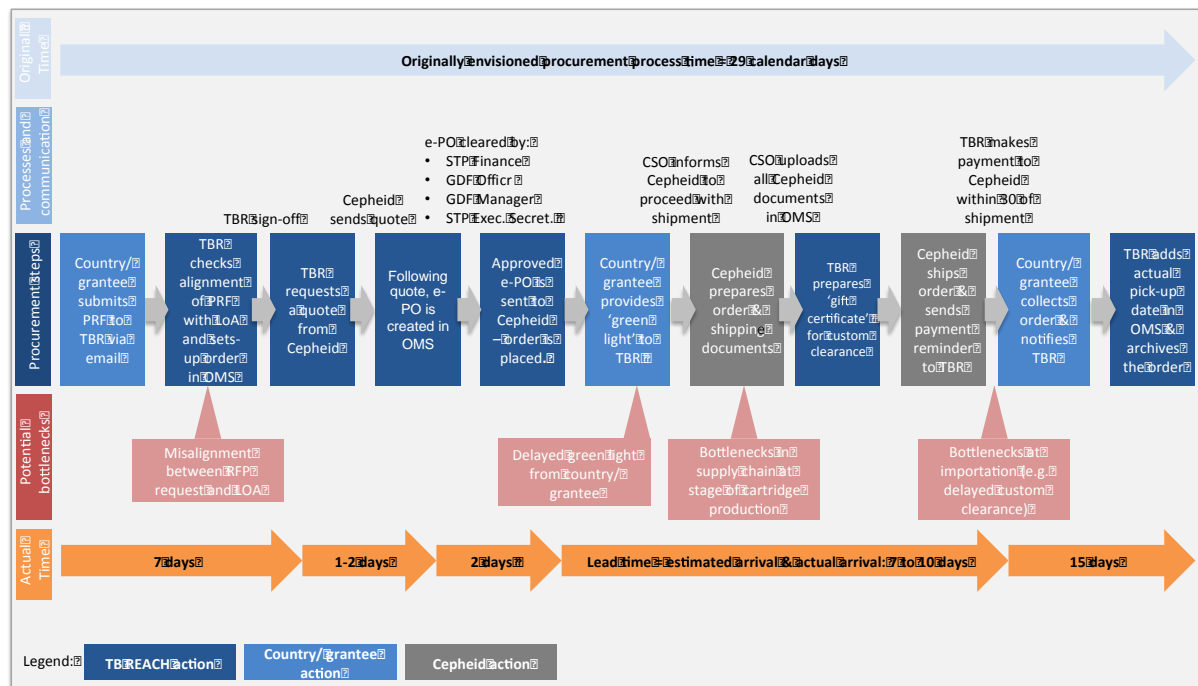 Original
Time
Originally envisioned procurement process time = 29 calendar days
Processes and
communication
TBR sign-off
Cepheid
sends quote
e-PO cleared by:
• STP Finance
• GDF Officr
• GDF Manager
• STP Exec. Secret.
CSO informs
Cepheid to
proceed with
shipment
CSO uploads
all Cepheid
documents
in OMS
TBR makes
payment to
Cepheid
within 30 of
shipment
Procurement steps
Country/
grantee
submits
PRF to
TBR via
email
TBR
checks
alignment
of PRF
with LoA
and sets-
up order
in OMS
TBR
requests
a quote
from
Cepheid
Following
quote, e-
PO is
created in
OMS
Approved
e-PO is
sent to
Cepheid
– order is
placed.
Country/
grantee
provides
‘green
light’ to
TBR
Cepheid
prepares
order &
shipping
documents
TBR
prepares
‘gift
certificate’
for custom
clearance
Cepheid
ships
order &
sends
payment
reminder
to TBR
Country/
grantee
collects
order &
notifies
TBR
TBR adds
actual
pick-up
date in
OMS &
archives
the order
Potential
bottlenecks
Misalignment
between RFP
request and LOA
Delayed green light
from country/
grantee
Bottlenecks in
supply chain at
stage of cartridge
production
Bottlenecks at
importation (e.g.
delayed custom
clearance)
Actual
Time
7 days
1-2 days
2 days
Lead time = estimated arrival & actual arrival: 7 to 10 days
15 days
Legend:
TB REACH action
Country/ grantee
action
Cepheid action